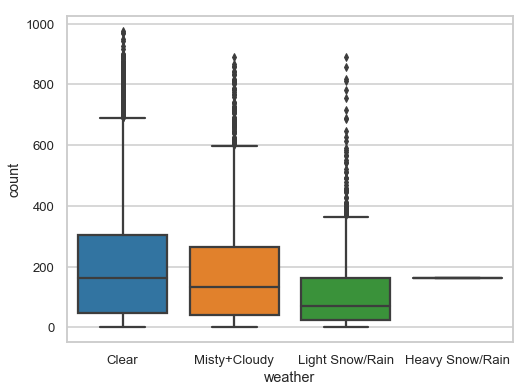 1000
800
600
400
200
0
count
Clear
Misty+Cloudy
Light Snow/Rain
Heavy Snow/Rain
weather